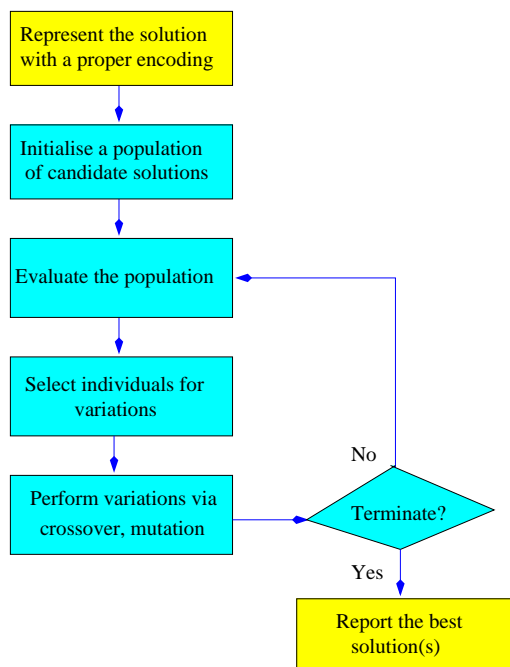 Represent the solution
with a proper encoding
Initialise a population
of candidate solutions
Evaluate the population
Select individuals for
variations
Perform variations via
crossover, mutation
No
Terminate?
Yes
Report the best
solution(s)